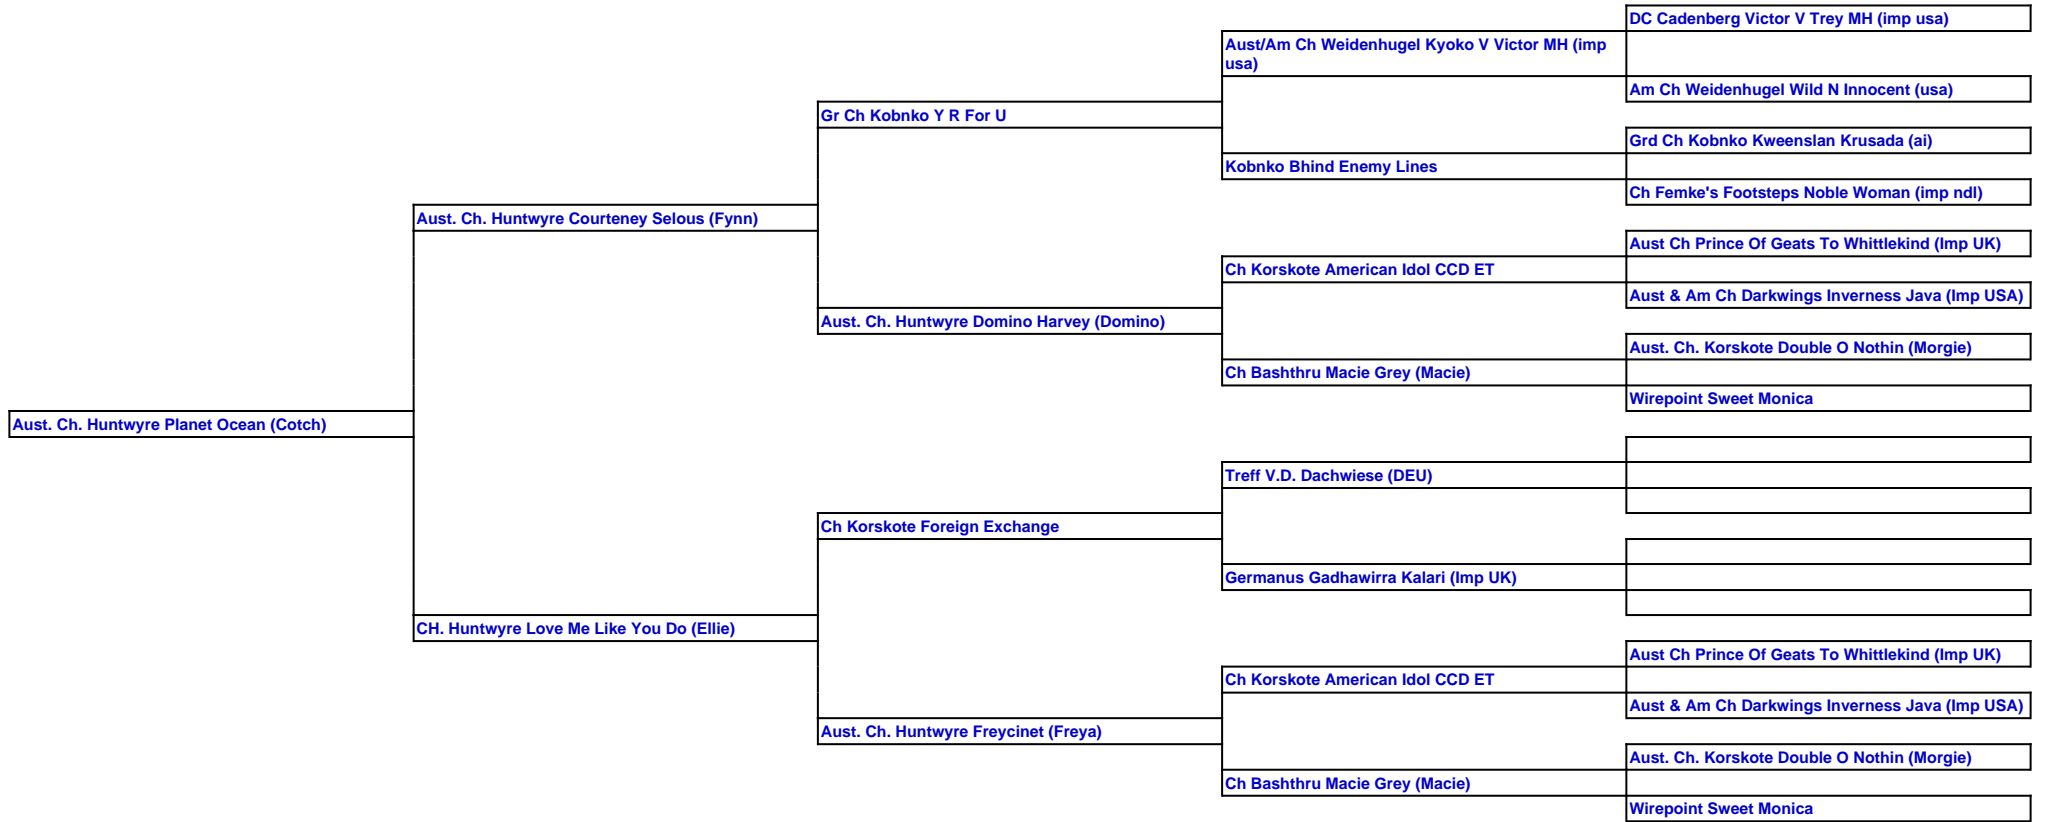 DC Cadenberg Victor V Trey MH (imp usa)
Aust/Am Ch Weidenhugel Kyoko V Victor MH (imp
usa)
Am Ch Weidenhugel Wild N Innocent (usa)
Gr Ch Kobnko Y R For U
Grd Ch Kobnko Kweenslan Krusada (ai)
Kobnko Bhind Enemy Lines
Ch Femke's Footsteps Noble Woman (imp ndl)
Aust. Ch. Huntwyre Courteney Selous (Fynn)
Aust Ch Prince Of Geats To Whittlekind (Imp UK)
Ch Korskote American Idol CCD ET
Aust & Am Ch Darkwings Inverness Java (Imp USA)
Aust. Ch. Huntwyre Domino Harvey (Domino)
Aust. Ch. Korskote Double O Nothin (Morgie)
Ch Bashthru Macie Grey (Macie)
Wirepoint Sweet Monica
Aust. Ch. Huntwyre Planet Ocean (Cotch)
Treff V.D. Dachwiese (DEU)
Ch Korskote Foreign Exchange
Germanus Gadhawirra Kalari (Imp UK)
CH. Huntwyre Love Me Like You Do (Ellie)
Aust Ch Prince Of Geats To Whittlekind (Imp UK)
Ch Korskote American Idol CCD ET
Aust & Am Ch Darkwings Inverness Java (Imp USA)
Aust. Ch. Huntwyre Freycinet (Freya)
Aust. Ch. Korskote Double O Nothin (Morgie)
Ch Bashthru Macie Grey (Macie)
Wirepoint Sweet Monica